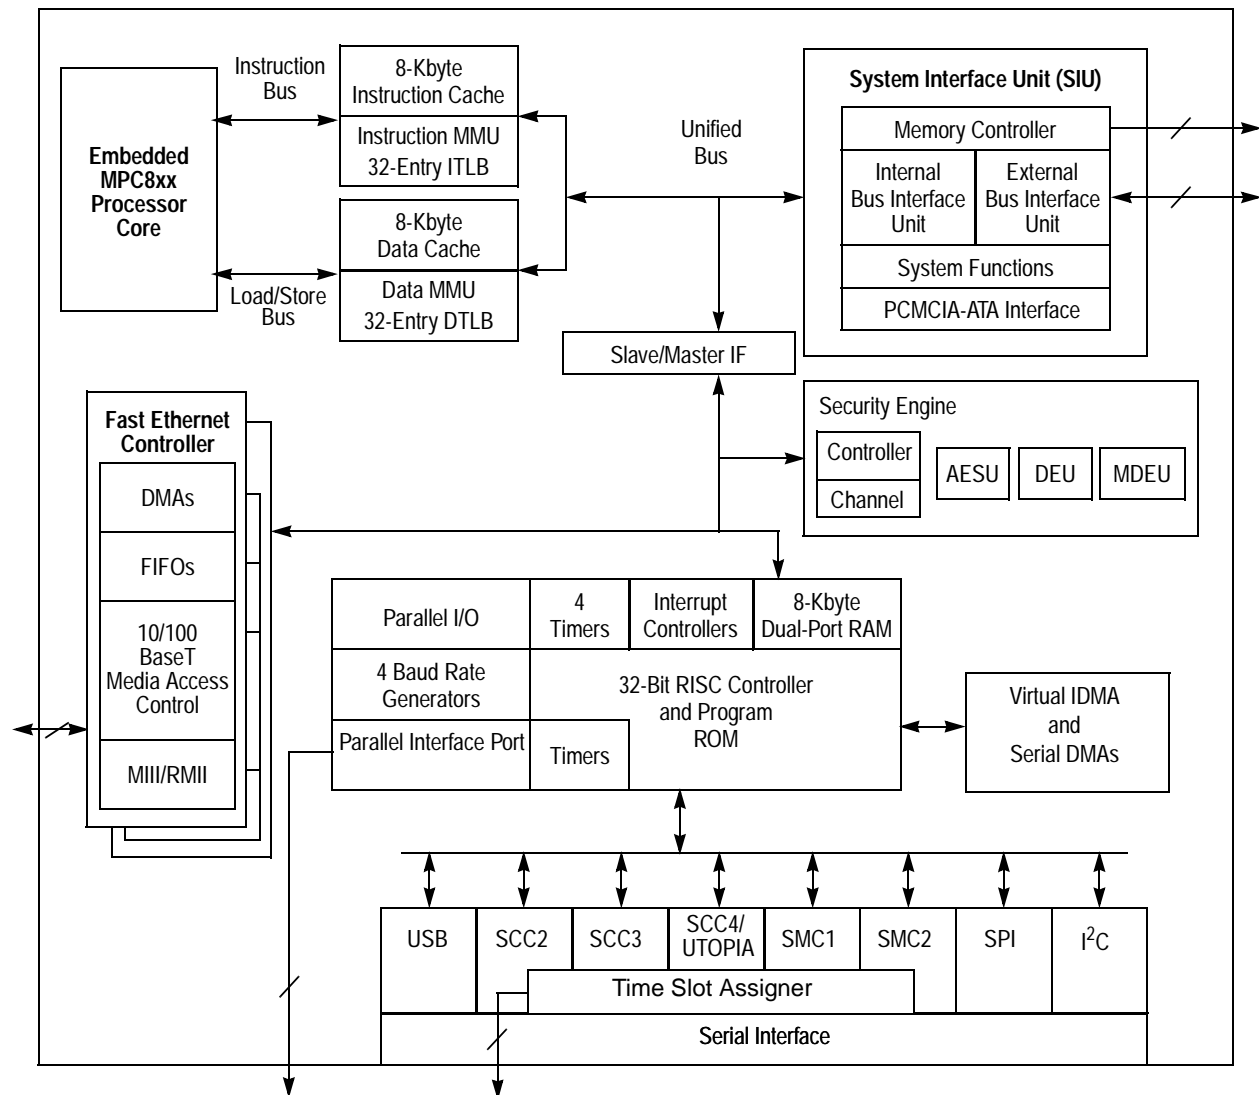 Instruction
Bus
8-Kbyte
Instruction Cache
Instruction MMU
32-Entry ITLB
Embedded
MPC8xx
Processor
Core
8-Kbyte
Data Cache
Data MMU
32-Entry DTLB
Load/Store
Bus
Unified
Bus
System Interface Unit (SIU)
Memory Controller
Internal
Bus Interface
Unit
External
Bus Interface
Unit
System Functions
PCMCIA-ATA Interface
Slave/Master IF
Security Engine
Controller
Channel
AESU
DEU
MDEU
Fast Ethernet
Controller
DMAs
FIFOs
10/100
BaseT
Media Access
Control
MIII/RMII
Parallel I/O
4
Timers
Interrupt
Controllers
8-Kbyte
Dual-Port RAM
4 Baud Rate
Generators
32-Bit RISC Controller
and Program
ROM
Parallel Interface Port
Timers
Virtual IDMA
and
Serial DMAs
USB
SCC2
SCC3
SCC4/
UTOPIA
SMC1
SMC2
SPI
I²C
Time Slot Assigner
Serial Interface